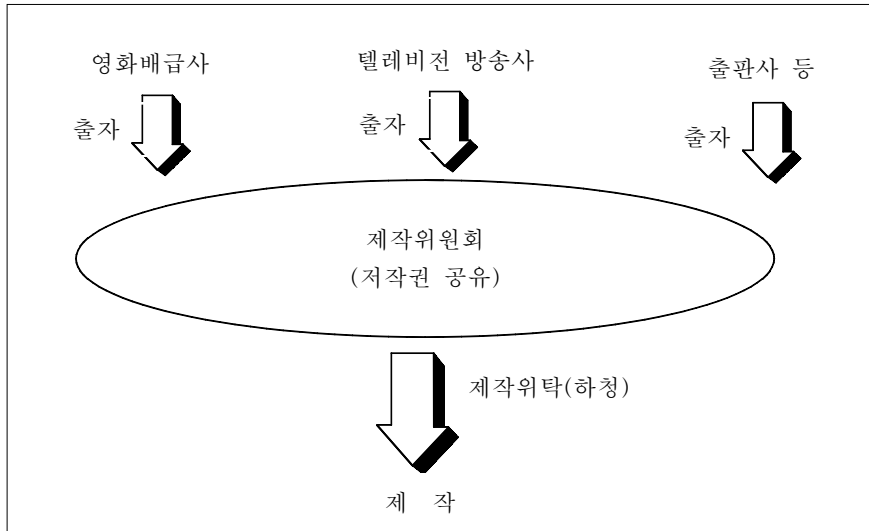 영화배급사
텔레비전 방송사
출판사 등
출자
출자
출자
제작위원회
(저작권 공유)
제작위탁(하청)
제 작